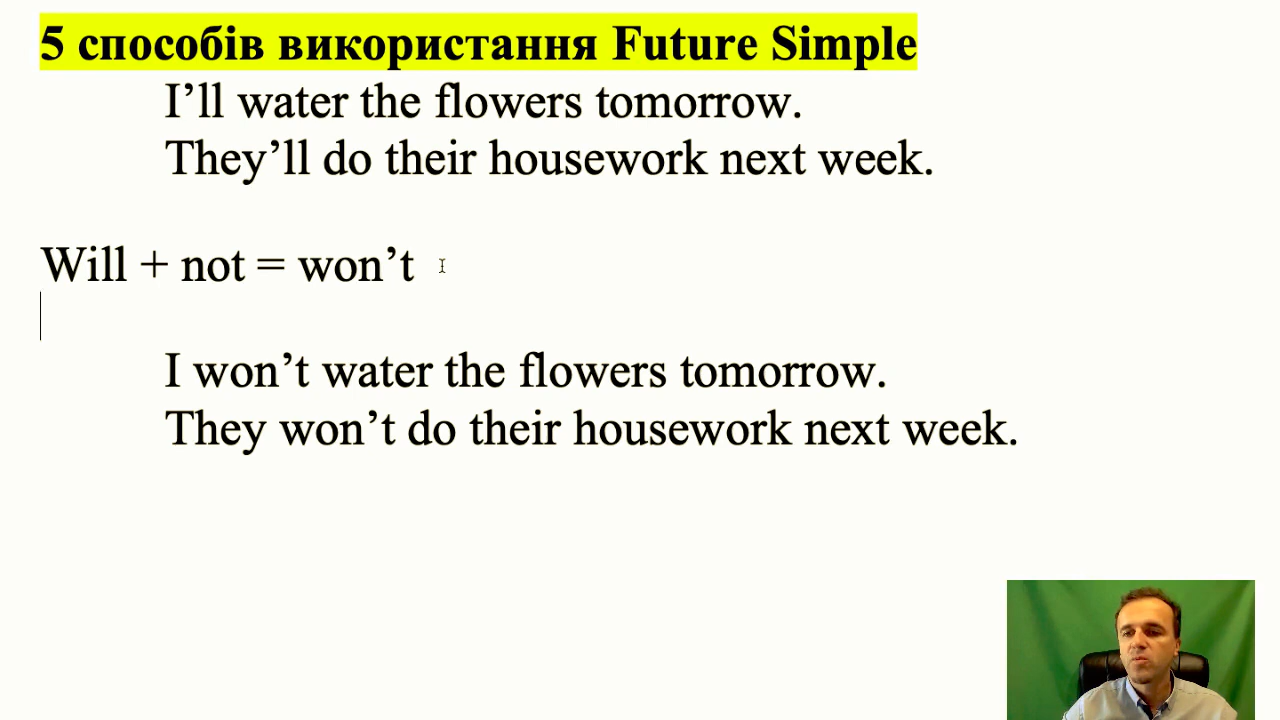 5 способів використання Future Simple
I’ll water the flowers tomorrow.
They’ll do their housework next week.
Will + not = won’t
I won’t water the flowers tomorrow.
They won’t do their housework next week.